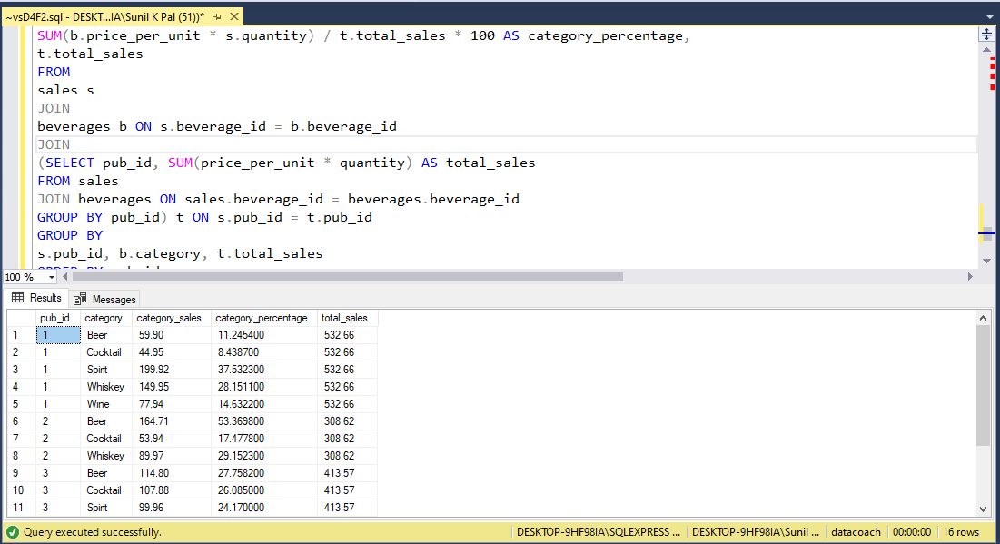 ~vsD4F2.sql - DESKT...IA\Sunil K Pal (51))*
SUM(b.price_per_unit * s.quantity) / t.total_sales * 100 AS category_percentage,
t.total_sales
FROM
sales s
JOIN
beverages b ON s.beverage_id = b.beverage_id
JOIN
(SELECT pub_id, SUM(price_per_unit * quantity) AS total_sales
FROM sales
JOIN beverages ON sales.beverage_id = beverages.beverage_id
GROUP BY pub_id) t ON s.pub_id = t.pub_id
GROUP BY
s.pub_id, b.category, t.total_sales
100 %
Results Messages
pub_id category category_sales category_percentage total_sales
1 1 Beer 59.90 11.245400 532.66
2 1 Cocktail 44.95 8.438700 532.66
3 1 Spirit 199.92 37.532300 532.66
4 1 Whiskey 149.95 28.151100 532.66
5 1 Wine 77.94 14.632200 532.66
6 2 Beer 164.71 53.369800 308.62
7 2 Cocktail 53.94 17.477800 308.62
8 2 Whiskey 89.97 29.152300 308.62
9 3 Beer 114.80 27.758200 413.57
10 3 Cocktail 107.88 26.085000 413.57
11 3 Spirit 99.96 24.170000 413.57
Query executed successfully. DESKTOP-9HF98IA\SQLEXPRESS ... DESKTOP-9HF98IA\Sunil ... datacoach 00:00:00 16 rows